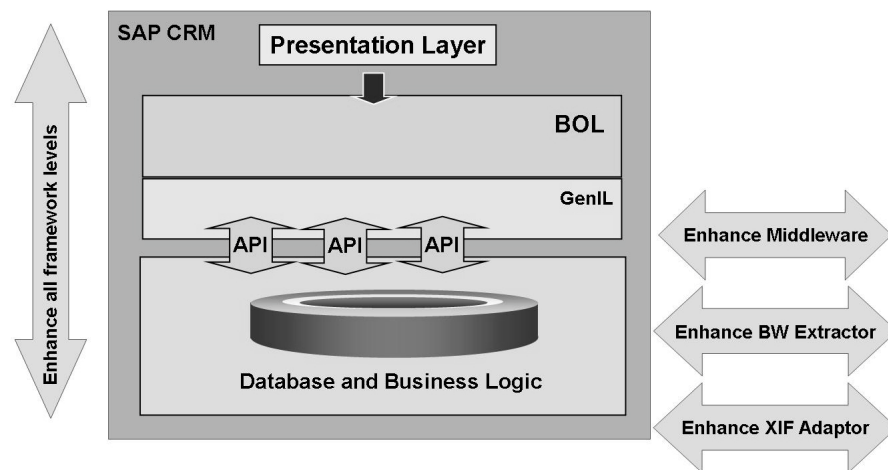 SAP CRM
Presentation Layer
BOL
GenIL
API API API
Database and Business Logic
Enhance all framework levels
Enhance Middleware
Enhance BW Extractor
Enhance XIF Adaptor